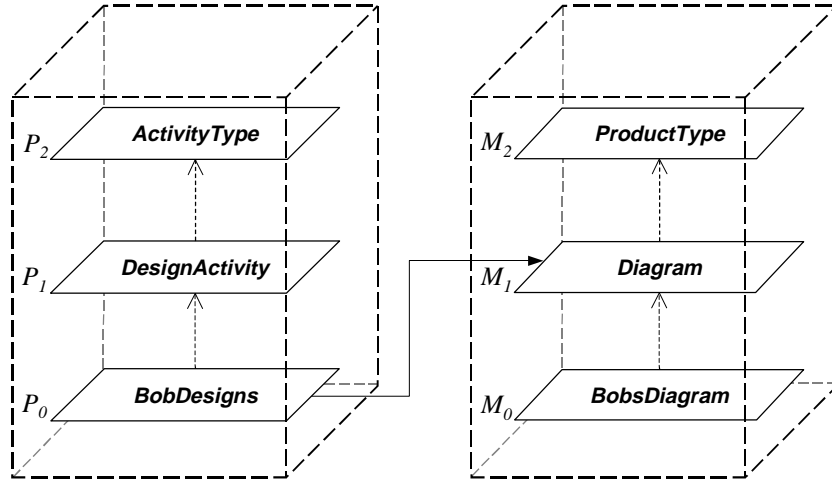 ActivityType
P2
DesignActivity
P1
BobDesigns
P0
ProductType
M2
Diagram
M1
BobsDiagram
M0